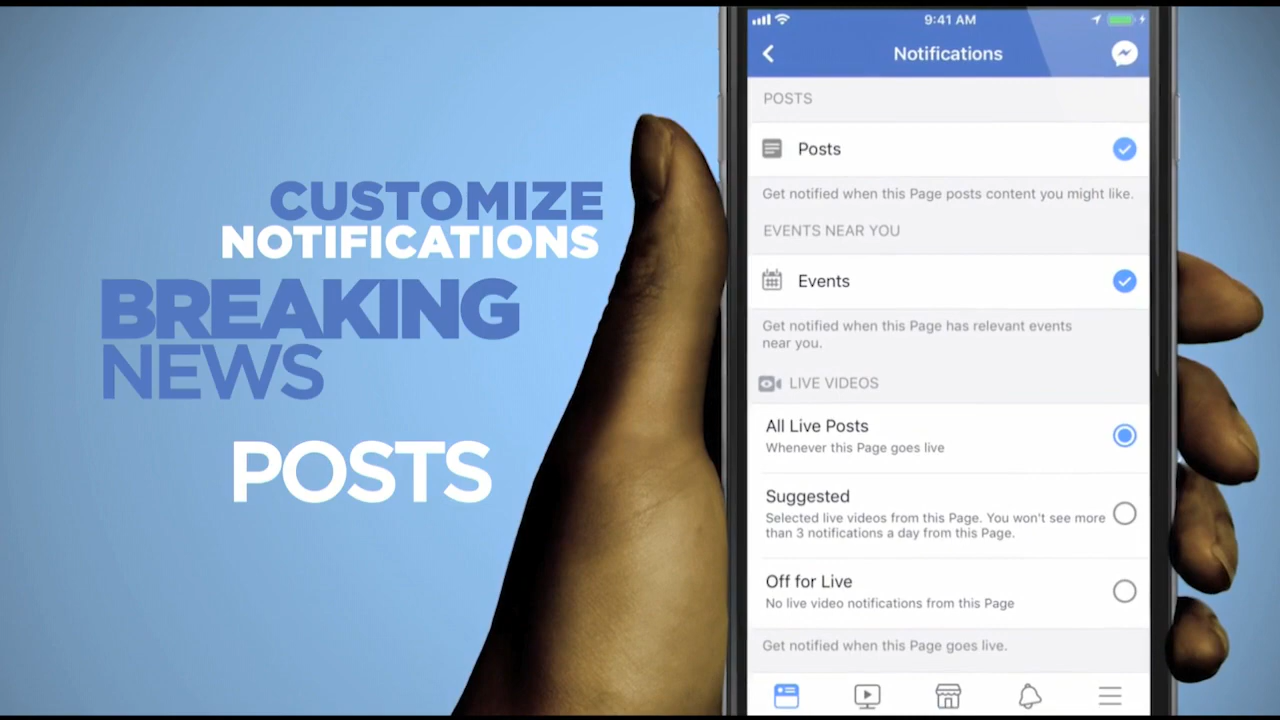 CUSTOMIZE
NOTIFICATIONS
BREAKING
NEWS
POSTS
9:41 AM
Notifications
POSTS
Posts
Get notified when this Page posts content you might like.
EVENTS NEAR YOU
Events
Get notified when this Page has relevant events
near you.
LIVE VIDEOS
All Live Posts
Whenever this Page goes live
Suggested
Selected live videos from this Page. You won't see more
than 3 notifications a day from this Page.
Off for Live
No live video notifications from this Page
Get notified when this Page goes live.